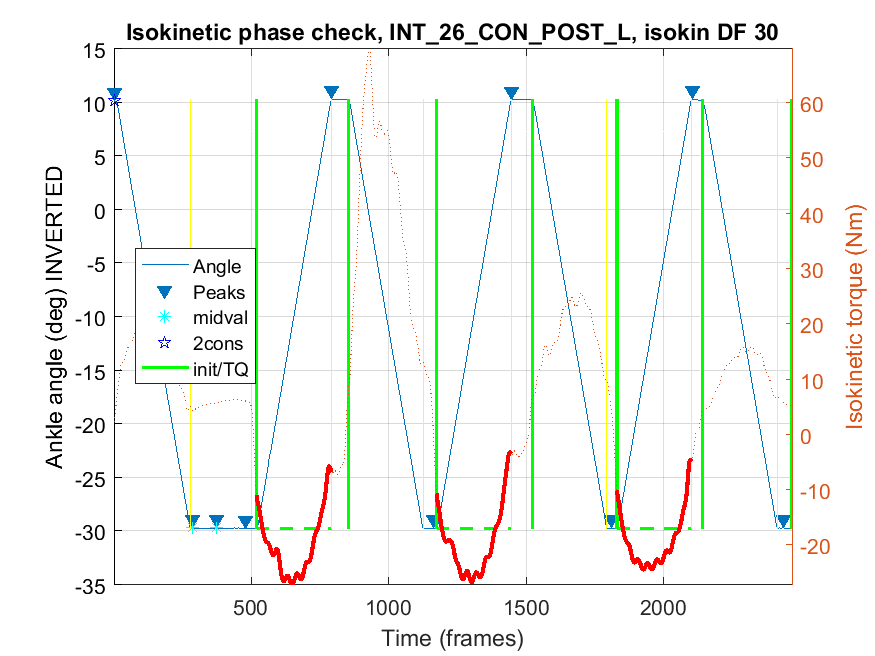 Isokinetic phase check, INT_26_CON_POST_L, isokin DF 30
15
10
5
0
-5
-10
-15
-20
-25
-30
-35
Ankle angle (deg) INVERTED
Angle
Peaks
midval
2cons
init/TQ
60
50
40
30
20
10
0
-10
-20
Isokinetic torque (Nm)
500
1000
1500
2000
Time (frames)